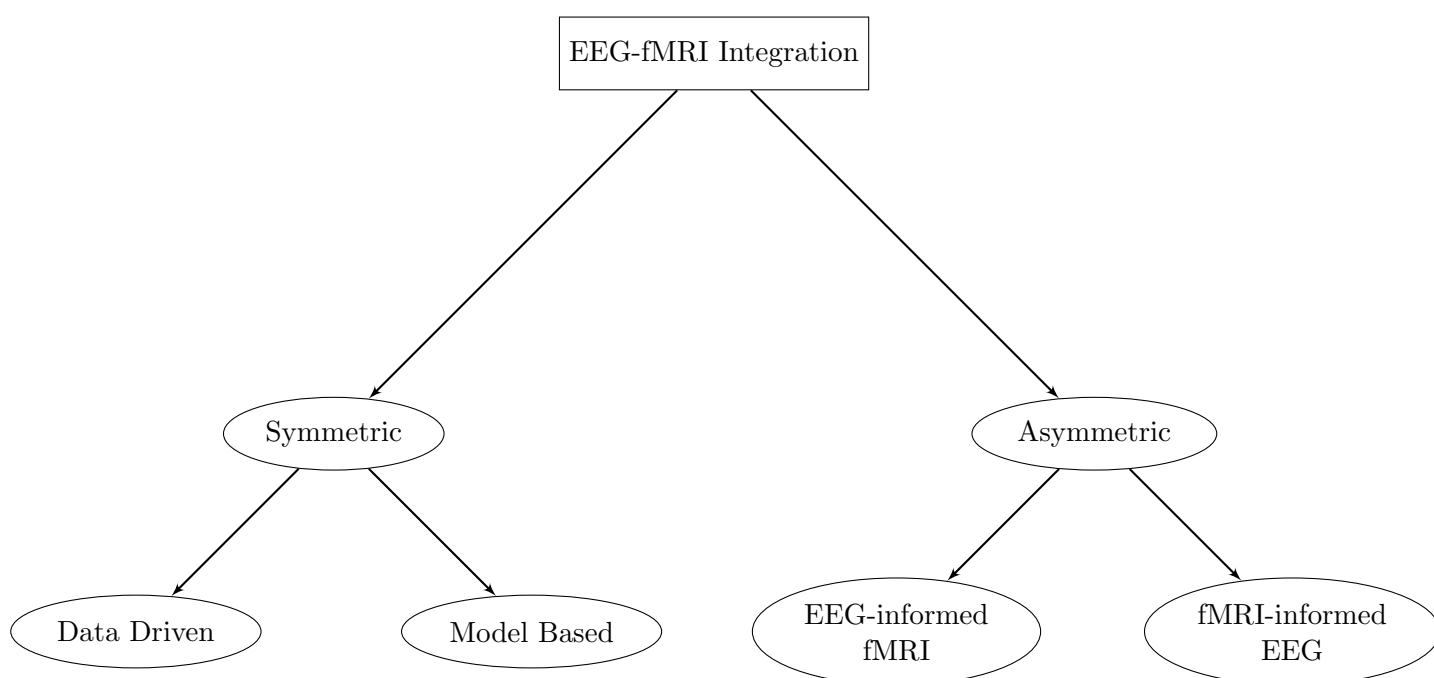 EEG-fMRI Integration
Symmetric
Asymmetric
Data Driven
Model Based
EEG-informed
fMRI
fMRI-informed
EEG